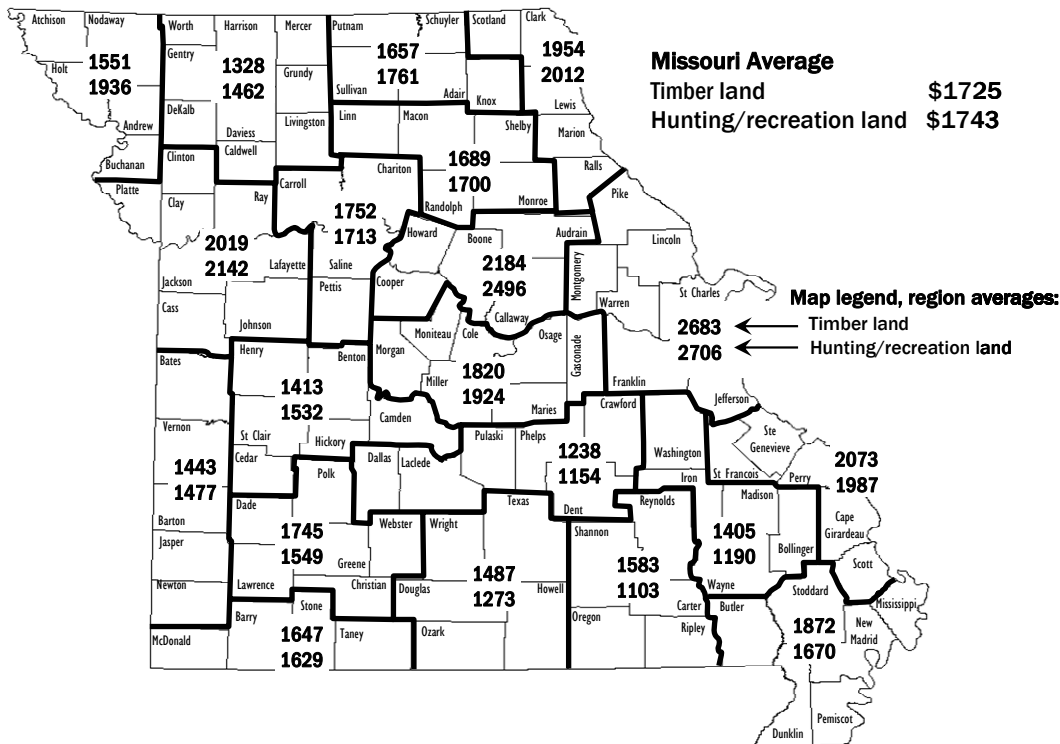 Atchison Nodaway Worth Harrison Mercer Putnam Schuyler Scotland Clark
Gentry
1551
1936
Holt
1328
1462
Grundy
1657
1761
Sullivan Adair Knox
1954
2012
Lewis
Missouri Average
Timber land $1725
Hunting/recreation land $1743
DeKalb
Andrew
Daviess
Livingston
Linn Macon
Shelby
Marion
Caldwell
Clinton
Buchanan
Platte
Clay
Ray
Carroll
Chariton
1689
1700
Randolph Monroe
Ralls
Pike
1752
1713
Howard
Boone
Audrain
Lincoln
2019
2142
Lafayette
Saline
Jackson
Pettis
Cooper
2184
2496
Callaway
Montgomery
Warren
St Charles
Cass
Johnson
Map legend, region averages:
2683 Timber land
2706 Hunting/recreation land
Moniteau Cole Osage
Gasconade
Morgan
Bates
Henry
Benton
Miller
1820
1924
Maries
Franklin
1413
1532
Camden
Crawford
Jefferson
Vernon
St Clair
Hickory
Pulaski Phelps
Washington
Ste
Genevieve
Cedar
Polk
Dallas Laclede
1238
1154
Iron
St Francois
Perry
2073
1987
1443
1477
Dade
Texas
Dent
Reynolds
Madison
Barton
Webster Wright
Shannon
Cape
Girardeau
1745
1549
Jasper
Greene
1405
1190
Bollinger
Scott
Newton
Lawrence
Christian Douglas
1487
1273
Howell
1583
1103
Wayne
Stoddard
Mississippi
Barry
Stone
Carter
Butler
Oregon
McDonald
Taney
Ozark
Ripley
1647
1629
1872
1670
New
Madrid
Pemiscot
Dunklin